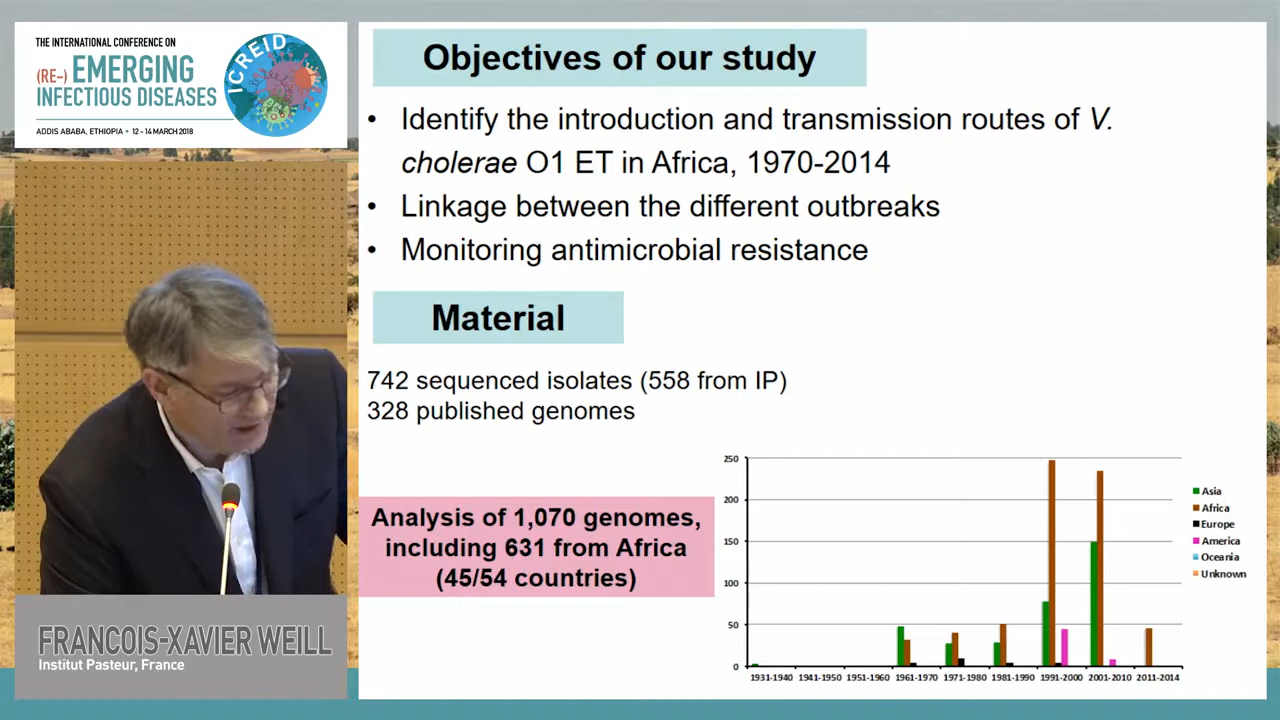 THE INTERNATIONAL CONFERENCE ON
(RE-) EMERGING
INFECTIOUS DISEASES
ADDIS ABABA, ETHIOPIA • 12 - 14 MARCH 2018
ICREID
Objectives of our study
• Identify the introduction and transmission routes of V.
cholerae O1 ET in Africa, 1970-2014
• Linkage between the different outbreaks
• Monitoring antimicrobial resistance
Material
742 sequenced isolates (558 from IP)
328 published genomes
Analysis of 1,070 genomes,
including 631 from Africa
(45/54 countries)
250
200
150
100
50
0
1931-1940 1941-1950 1951-1960 1961-1970 1971-1980 1981-1990 1991-2000 2001-2010 2011-2014
Asia
Africa
Europe
America
Oceania
Unknown
FRANCOIS-XAVIER WEILL
Institut Pasteur, France